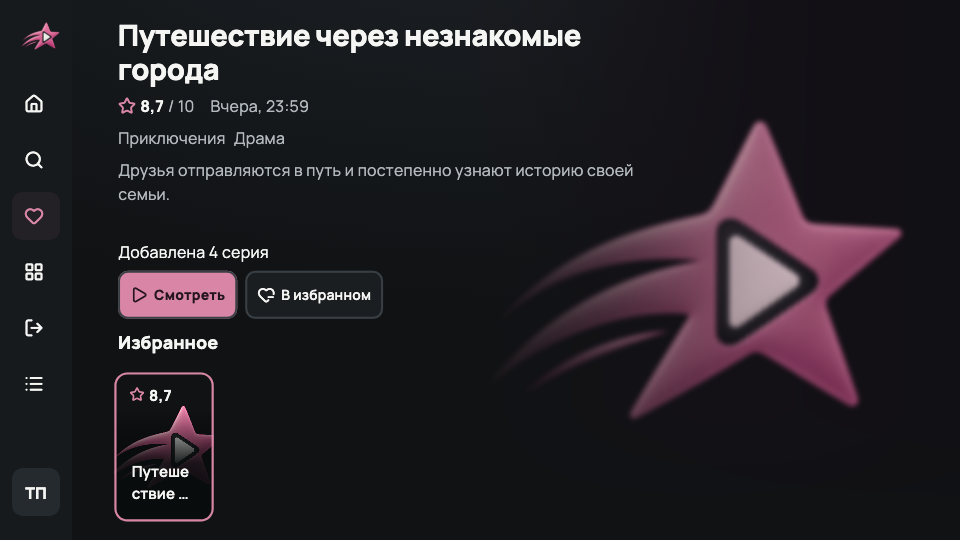 Путешествие через незнакомые
города
8,7 / 10 Вчера, 23:59
Приключения Драма
Друзья отправляются в путь и постепенно узнают историю своей
семьи.
Добавлена 4 серия
Смотреть
В избранном
Избранное
8,7
Путеше
ствие ...
ТП